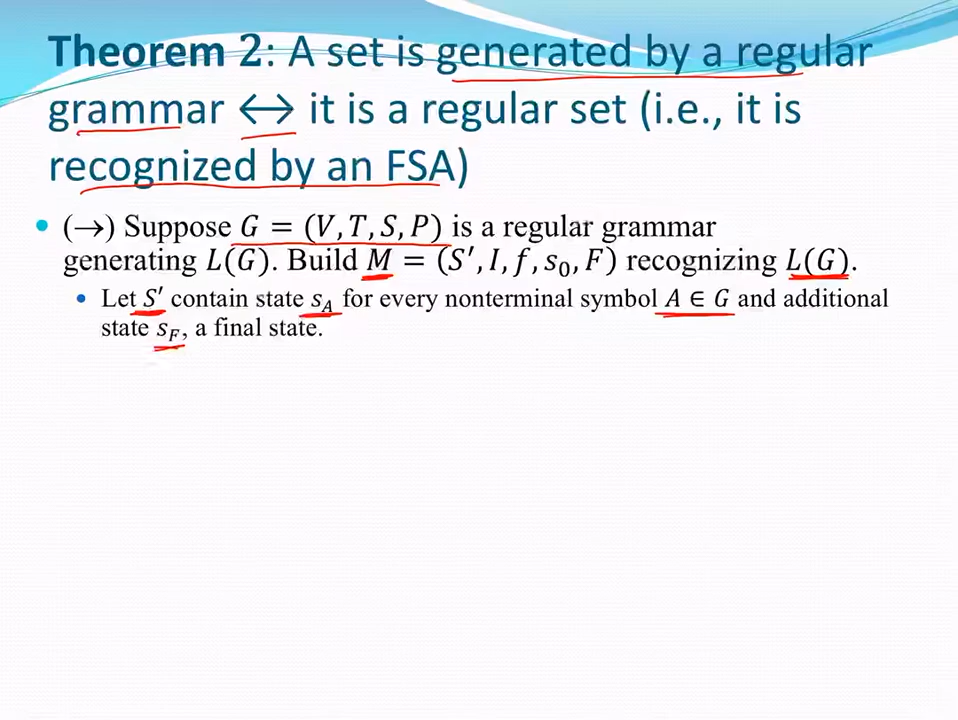 Theorem 2: A set is generated by a regular
grammar ↔ it is a regular set (i.e., it is
recognized by an FSA)
• (→) Suppose G = (V, T, S, P) is a regular grammar
generating L(G). Build M = (S′, I, f, s₀, F) recognizing L(G).
• Let S′ contain state s_A for every nonterminal symbol A ∈ G and additional
state s_F, a final state.